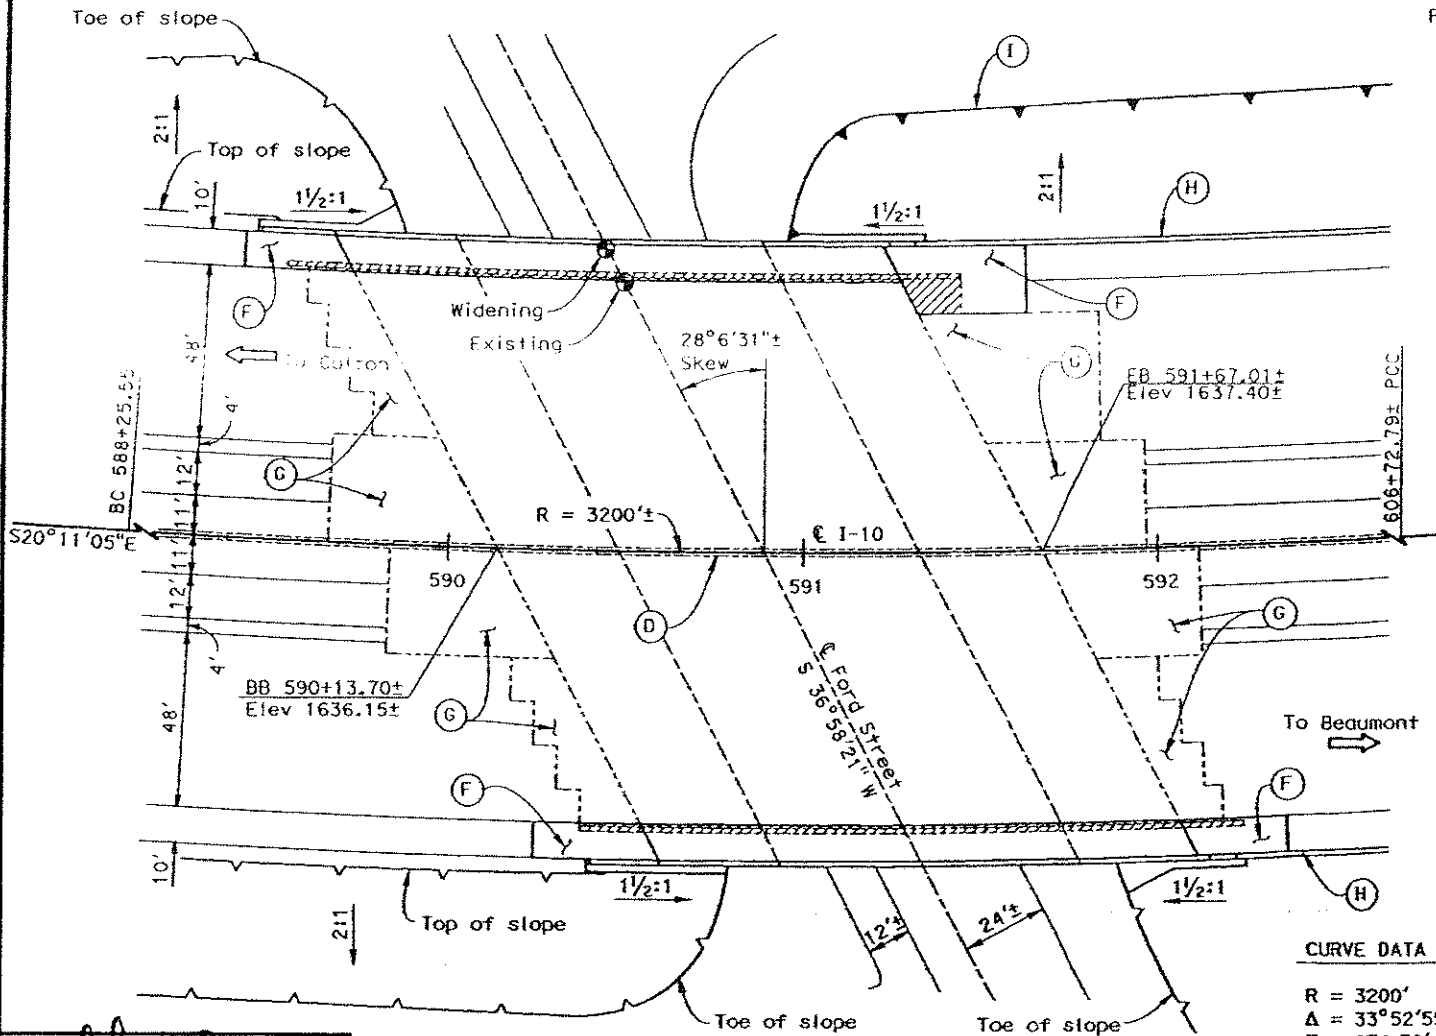 Toe of slope
I
2:1
Top of slope
10'
1½:1
2:1
H
1½:1
F
Widening
Existing
F
48'
To Colton
28°6'31"±
Skew
G
EB 591+67.01±
Elev 1637.40±
BC 588+25.55
4'
G
12'
11'
606+72.79± PCC
S20°11'05"E
R = 3200'±
℄ I-10
590
591
592
11'
12'
4'
D
G
BB 590+13.70±
Elev 1636.15±
G
℄ Ford Street
S 36°58'21" W
48'
To Beaumont
F
F
10'
1½:1
Top of slope
2:1
12'±
24'±
1½:1
H
Toe of slope
Toe of slope
CURVE DATA
R = 3200'
Δ = 33°52'55